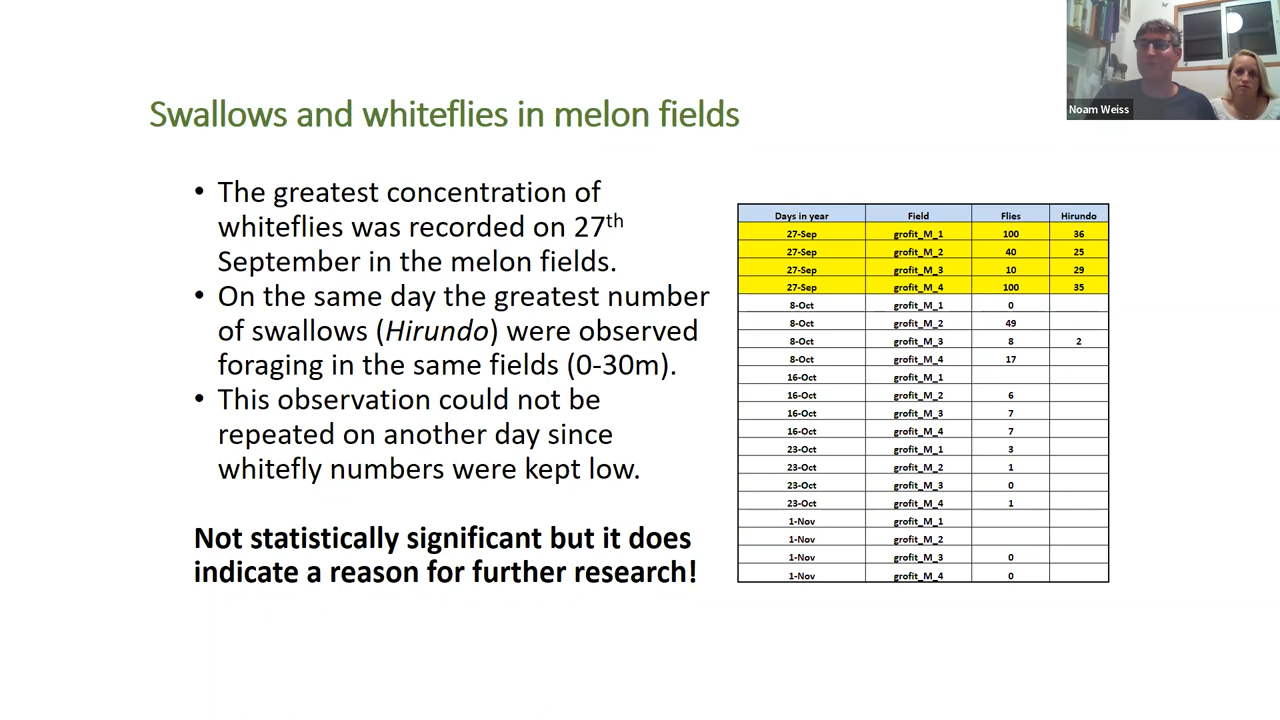 Noam Weiss
Swallows and whiteflies in melon fields
• The greatest concentration of
whiteflies was recorded on 27th
September in the melon fields.
• On the same day the greatest number
of swallows (Hirundo) were observed
foraging in the same fields (0-30m).
• This observation could not be
repeated on another day since
whitefly numbers were kept low.
Not statistically significant but it does
indicate a reason for further research!
Days in year Field Flies Hirundo
27-Sep grofit_M_1 100 36
27-Sep grofit_M_2 40 25
27-Sep grofit_M_3 10 29
27-Sep grofit_M_4 100 35
8-Oct grofit_M_1 0
8-Oct grofit_M_2 49
8-Oct grofit_M_3 8 2
8-Oct grofit_M_4 17
16-Oct grofit_M_1
16-Oct grofit_M_2 6
16-Oct grofit_M_3 7
16-Oct grofit_M_4 7
23-Oct grofit_M_1 3
23-Oct grofit_M_2 1
23-Oct grofit_M_3 0
23-Oct grofit_M_4 1
1-Nov grofit_M_1
1-Nov grofit_M_2
1-Nov grofit_M_3 0
1-Nov grofit_M_4 0